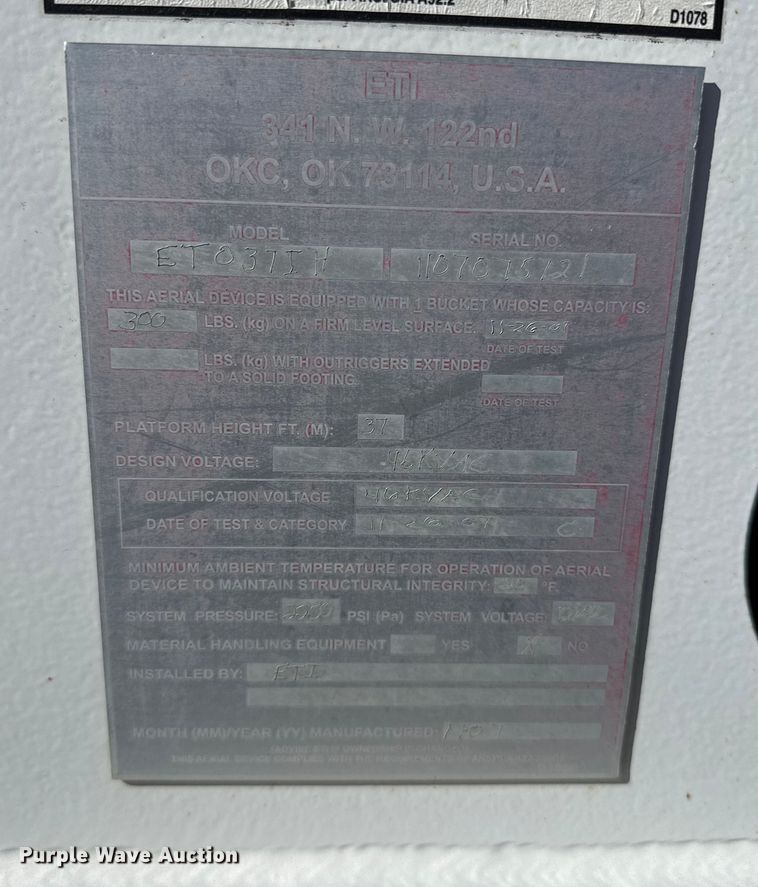 D1078
ETI
341 N. W. 122nd
OKC, OK 73114, U.S.A.
MODEL SERIAL NO.
ETO37IH
THIS AERIAL DEVICE IS EQUIPPED WITH 1 BUCKET WHOSE CAPACITY IS:
300 LBS. (kg) ON A FIRM LEVEL SURFACE.
DATE OF TEST
LBS. (kg) WITH OUTRIGGERS EXTENDED
TO A SOLID FOOTING
DATE OF TEST
PLATFORM HEIGHT FT. (M): 37
DESIGN VOLTAGE: 46KVAC
QUALIFICATION VOLTAGE 46KVAC
DATE OF TEST & CATEGORY C
MINIMUM AMBIENT TEMPERATURE FOR OPERATION OF AERIAL
DEVICE TO MAINTAIN STRUCTURAL INTEGRITY: °F.
SYSTEM PRESSURE: PSI (Pa) SYSTEM VOLTAGE:
MATERIAL HANDLING EQUIPMENT YES X NO
INSTALLED BY: ETI
MONTH (MM)/YEAR (YY) MANUFACTURED:
Purple Wave Auction